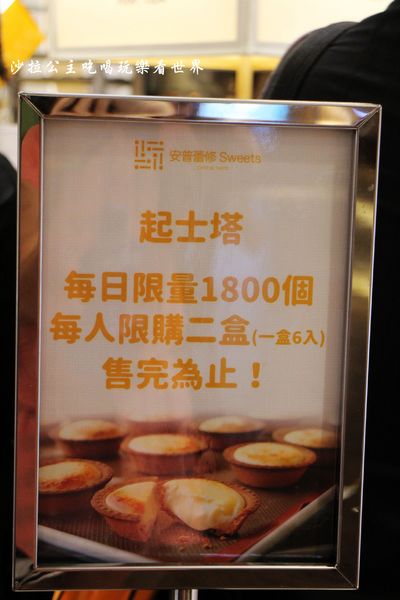 沙拉公主吃喝玩樂看世界
安普蕾修 Sweets
起士塔
每日限量1800個
每人限購二盒(一盒6入)
售完為止！